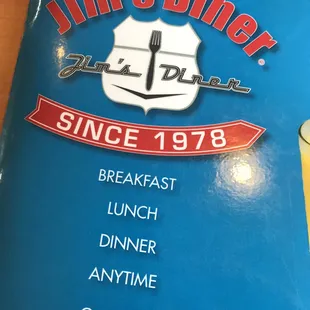 Jim's Diner
Jim's Diner
SINCE 1978
BREAKFAST
LUNCH
DINNER
ANYTIME